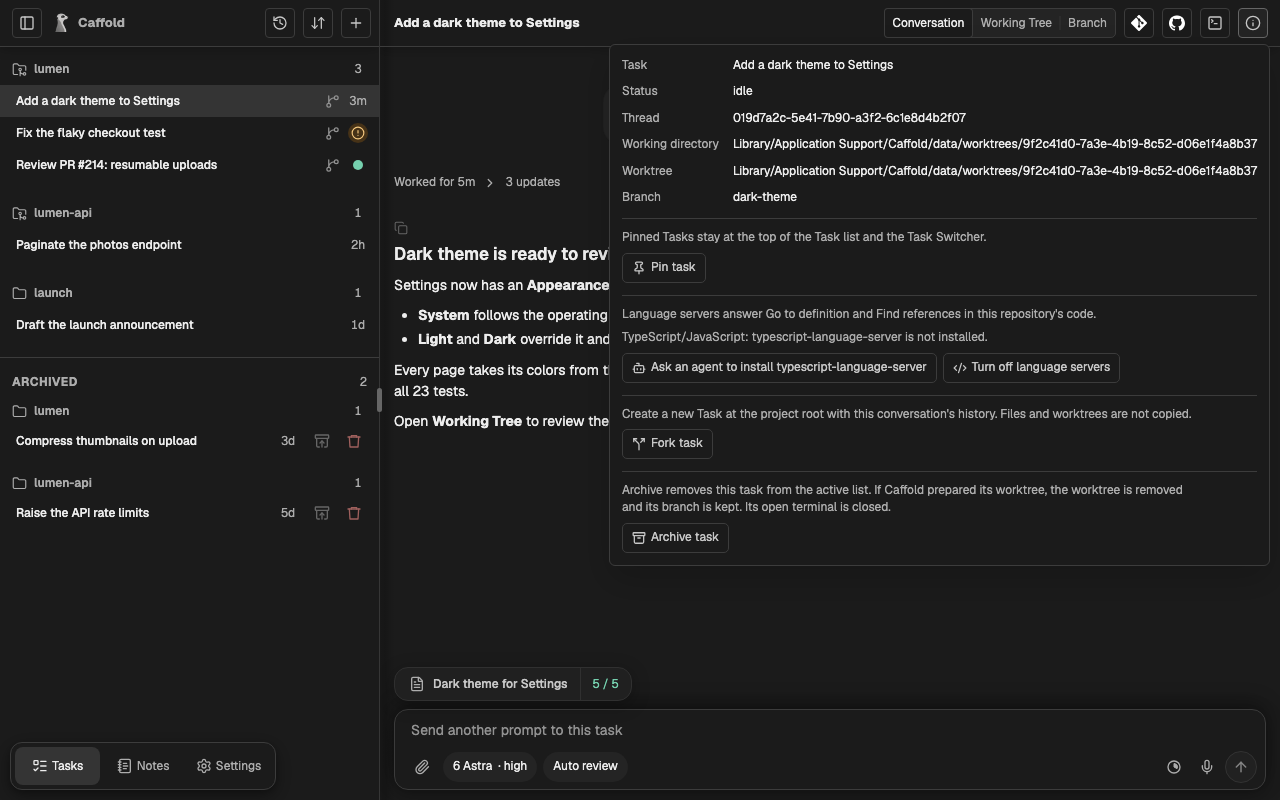 Caffold
Add a dark theme to Settings
Conversation
Working Tree
Branch
lumen
3
Add a dark theme to Settings
3m
Fix the flaky checkout test
Review PR #214: resumable uploads
lumen-api
1
Paginate the photos endpoint
2h
launch
1
Draft the launch announcement
1d
ARCHIVED
2
lumen
1
Compress thumbnails on upload
3d
lumen-api
1
Raise the API rate limits
5d
Tasks
Notes
Settings
Worked for 5m
3 updates
Dark theme is ready to
Settings now has an Appearance
System follows the operating
Light and Dark override it and
Every page takes its colors from
all 23 tests.
Open Working Tree to review the
Task
Add a dark theme to Settings
Status
idle
Thread
019d7a2c-5e41-7b90-a3f2-6c1e8d4b2f07
Working directory
Library/Application Support/Caffold/data/worktrees/9f2c41d0-7a3e-4b19-8c52-d06e1f4a8b37
Worktree
Library/Application Support/Caffold/data/worktrees/9f2c41d0-7a3e-4b19-8c52-d06e1f4a8b37
Branch
dark-theme
Pinned Tasks stay at the top of the Task list and the Task Switcher.
Pin task
Language servers answer Go to definition and Find references in this repository's code.
TypeScript/JavaScript: typescript-language-server is not installed.
Ask an agent to install typescript-language-server
Turn off language servers
Create a new Task at the project root with this conversation's history. Files and worktrees are not copied.
Fork task
Archive removes this task from the active list. If Caffold prepared its worktree, the worktree is removed
and its branch is kept. Its open terminal is closed.
Archive task
Dark theme for Settings
5 / 5
Send another prompt to this task
6 Astra · high
Auto review